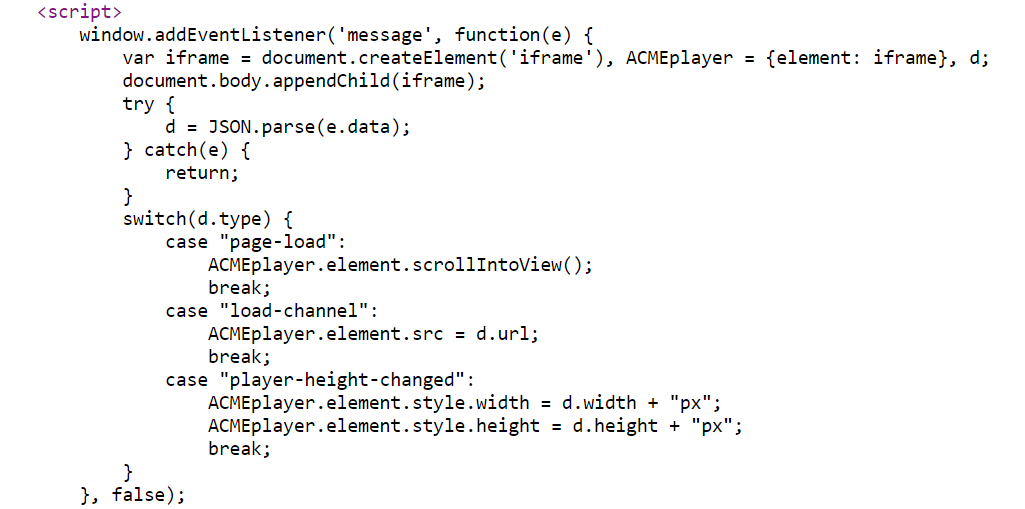 <script>
window.addEventListener('message', function(e) {
var iframe = document.createElement('iframe'), ACMEplayer = {element: iframe}, d;
document.body.appendChild(iframe);
try {
d = JSON.parse(e.data);
} catch(e) {
return;
}
switch(d.type) {
case "page-load":
ACMEplayer.element.scrollIntoView();
break;
case "load-channel":
ACMEplayer.element.src = d.url;
break;
case "player-height-changed":
ACMEplayer.element.style.width = d.width + "px";
ACMEplayer.element.style.height = d.height + "px";
break;
}
}, false);